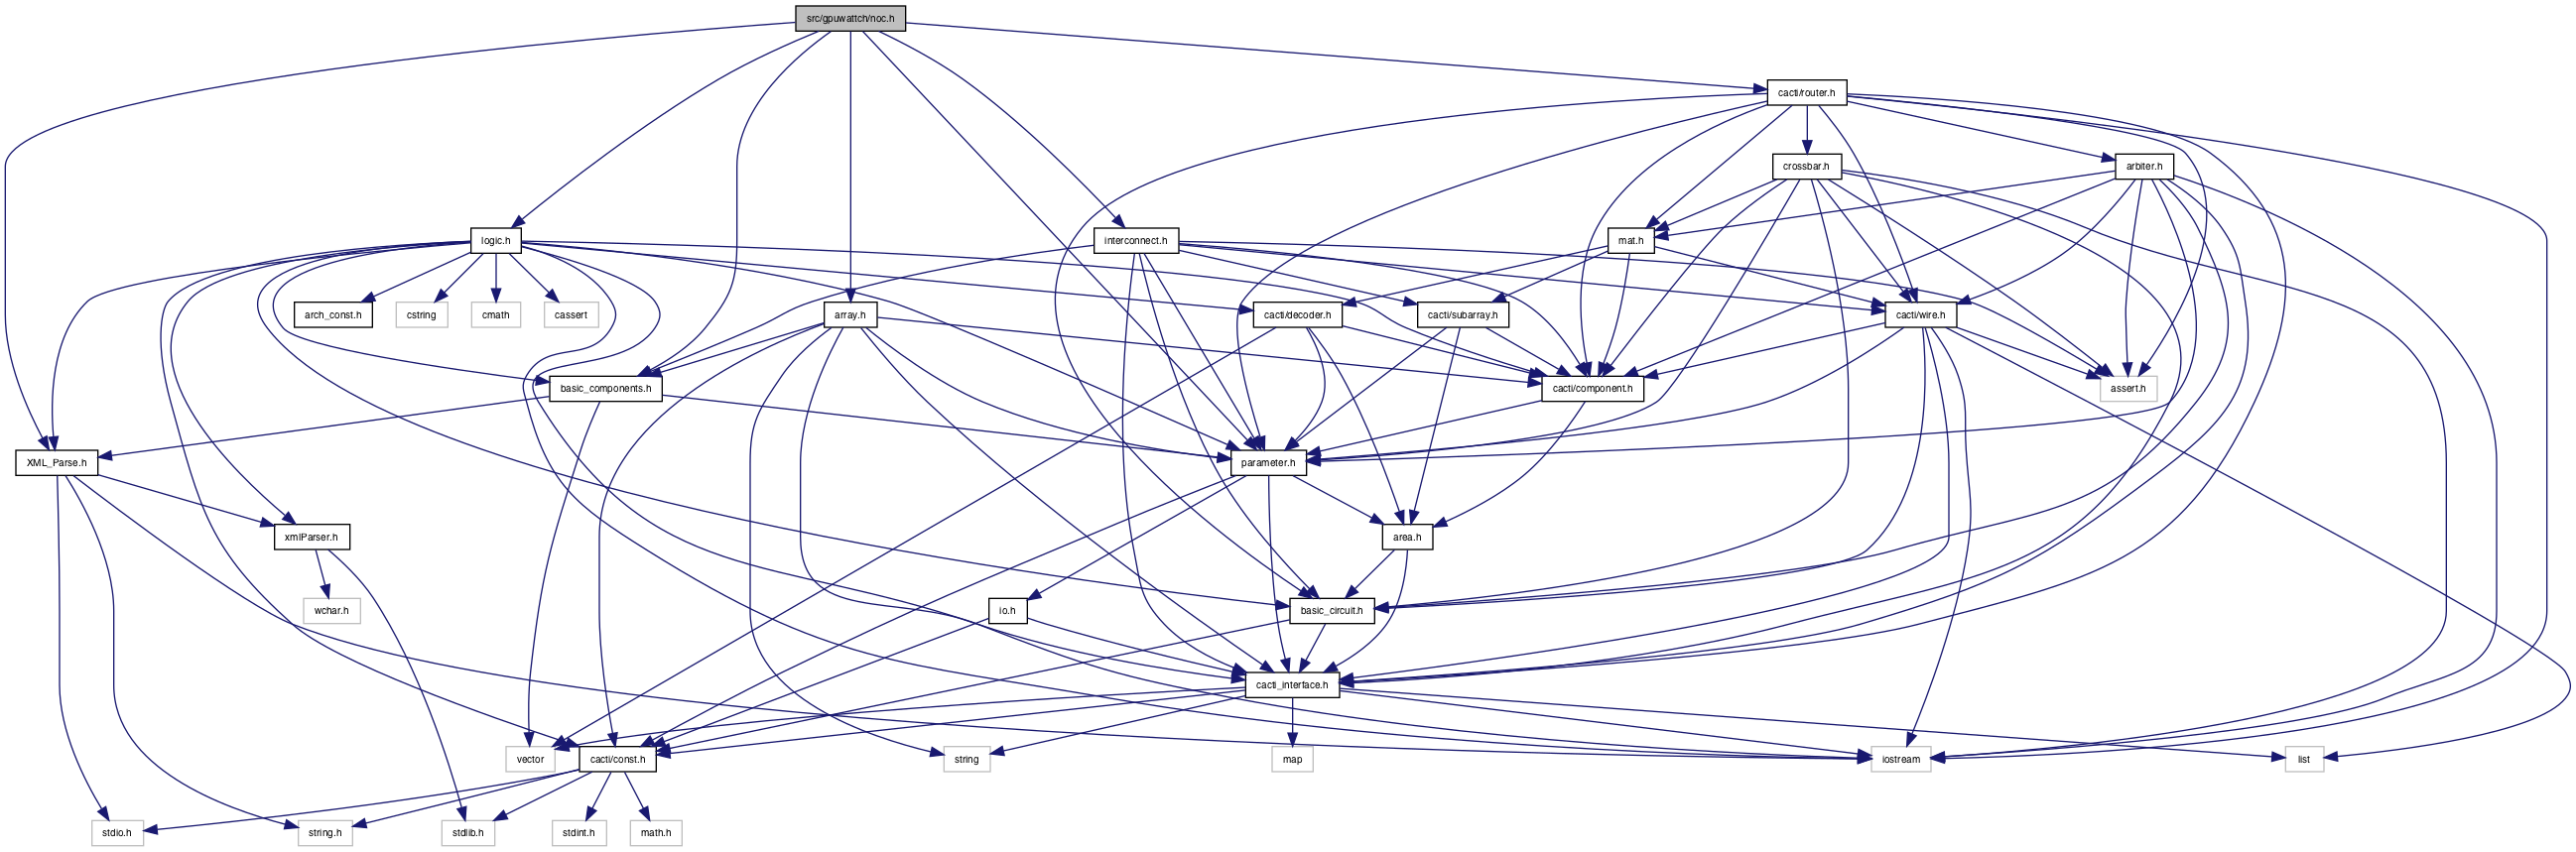 src/gpuwattch/noc.h
cacti/router.h
crossbar.h
arbiter.h
logic.h
interconnect.h
mat.h
arch_const.h
cstring
cmath
cassert
array.h
cacti/decoder.h
cacti/subarray.h
cacti/wire.h
basic_components.h
cacti/component.h
assert.h
XML_Parse.h
parameter.h
xmlParser.h
area.h
wchar.h
io.h
basic_circuit.h
cacti_interface.h
vector
cacti/const.h
string
map
iostream
list
stdio.h
string.h
stdlib.h
stdint.h
math.h